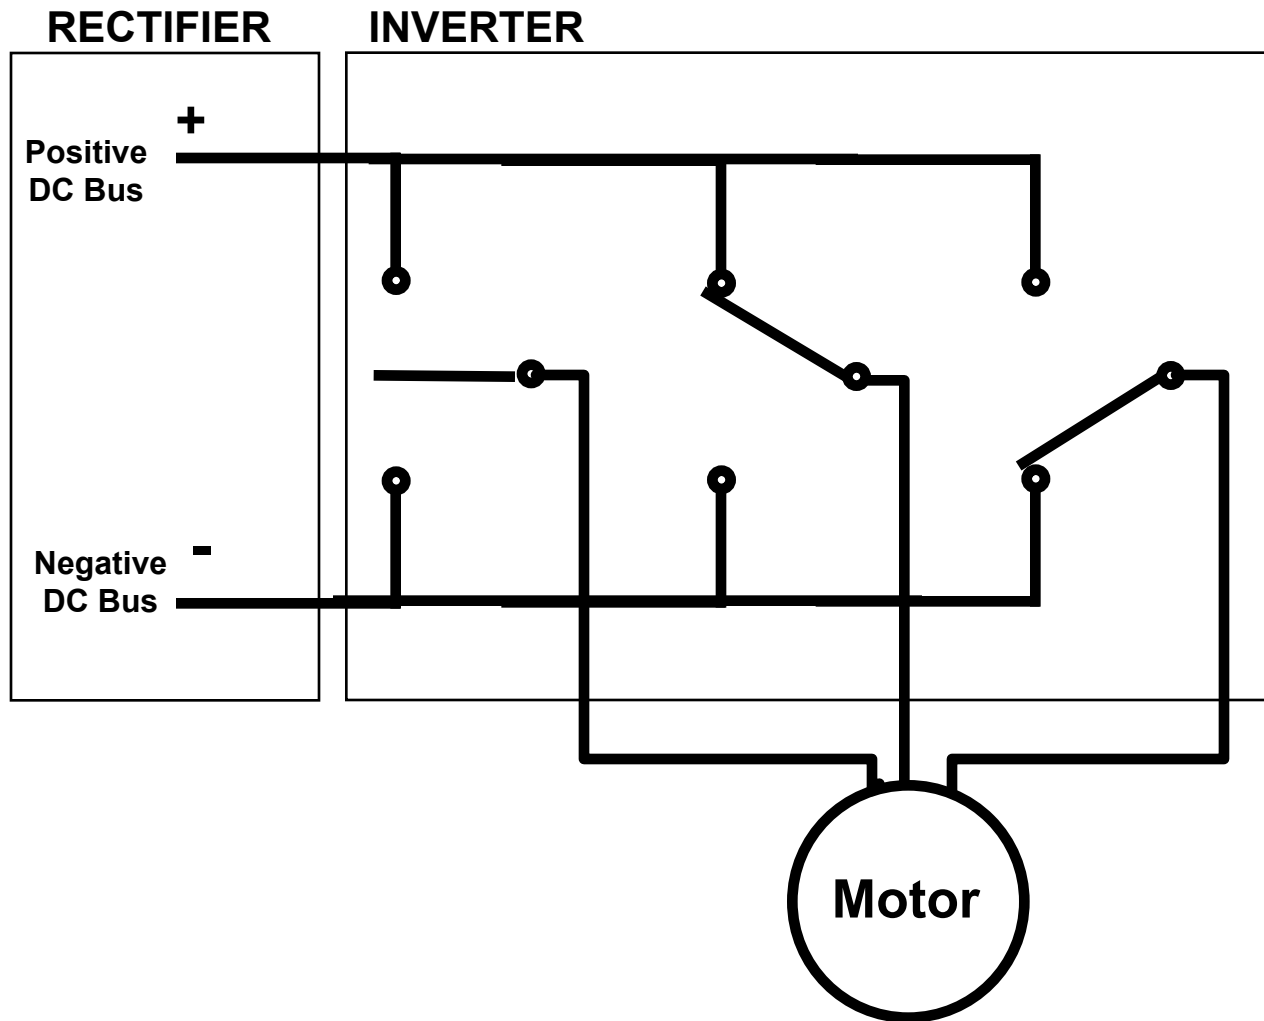 RECTIFIER
INVERTER
+
Positive
DC Bus
-
Negative
DC Bus
Motor